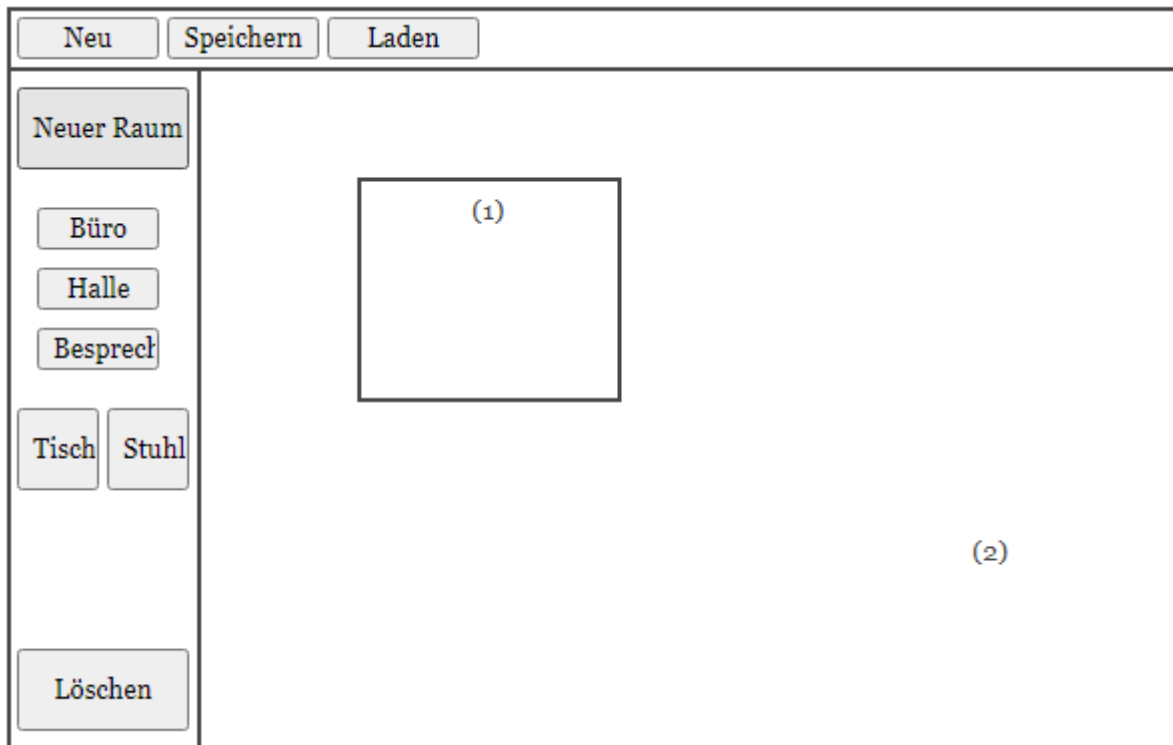 Neu Speichern Laden
Neuer Raum
(1)
Büro
Halle
Besprech
Tisch Stuhl
(2)
Löschen